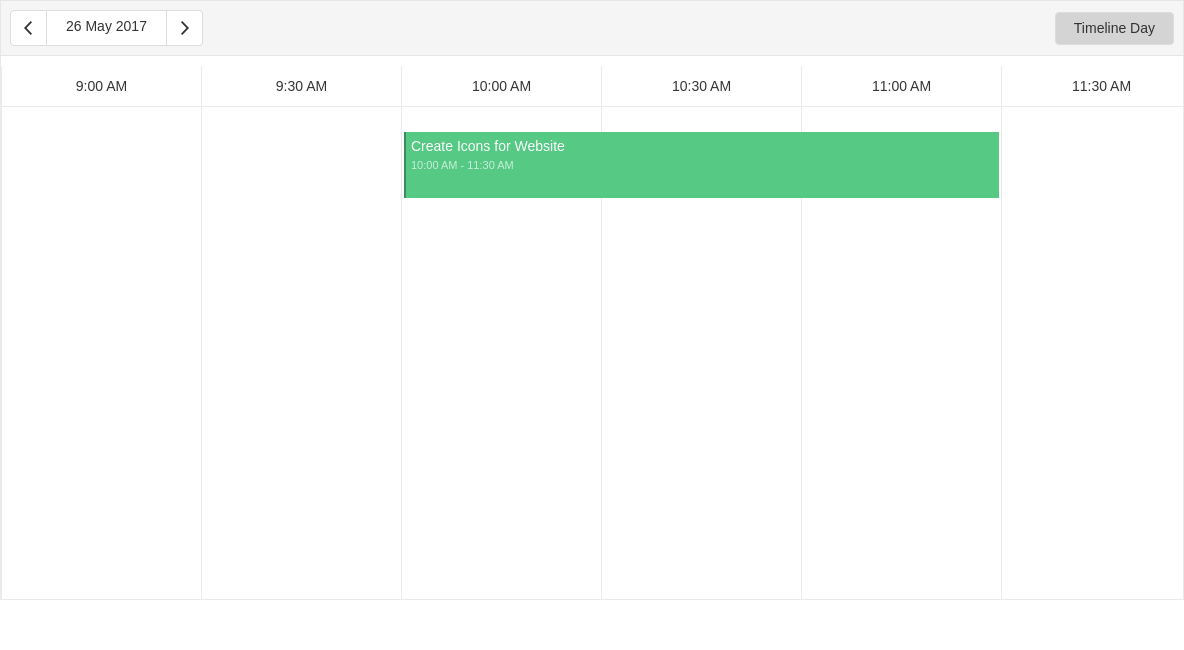 26 May 2017
Timeline Day
9:00 AM
9:30 AM
10:00 AM
10:30 AM
11:00 AM
11:30 AM
Create Icons for Website
10:00 AM - 11:30 AM